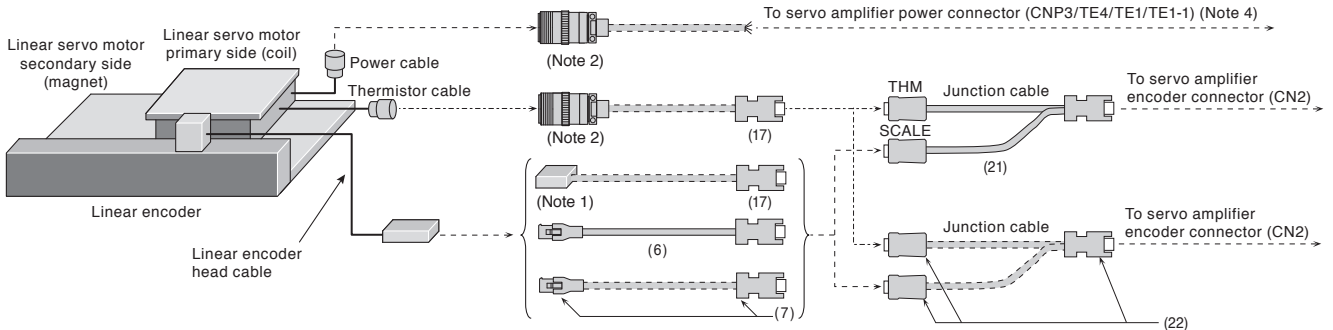 To servo amplifier power connector (CNP3/TE4/TE1/TE1-1) (Note 4)
Linear servo motor
primary side (coil)
Linear servo motor
secondary side
(magnet)
Power cable
(Note 2)
Thermistor cable
THM
Junction cable
To servo amplifier
encoder connector (CN2)
(Note 2)
(17)
SCALE
(21)
(Note 1)
(17)
Linear encoder
Linear encoder
head cable
(6)
(7)
Junction cable
To servo amplifier
encoder connector (CN2)
(22)